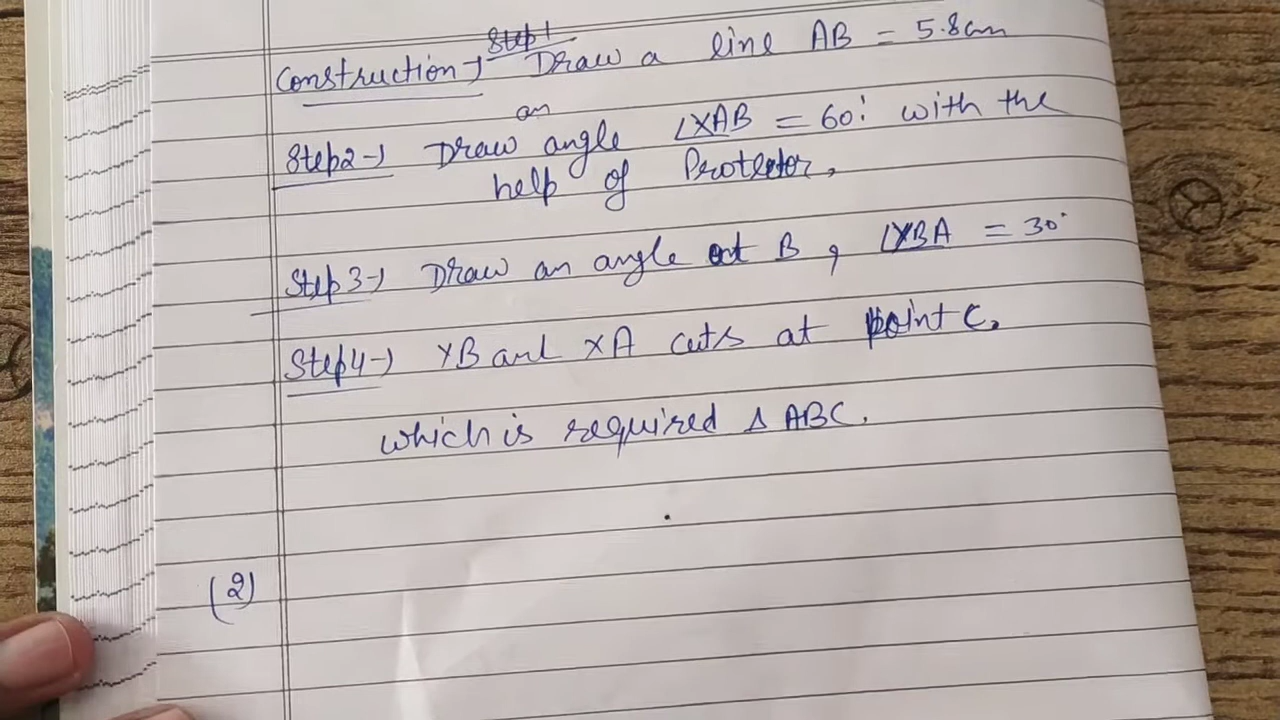 Step1
Construction→ Draw a line AB = 5.8cm
an
Step2→ Draw angle ∠XAB = 60° with the
help of Protector,
Step3→ Draw an angle at B, ∠YBA = 30°
Step4→ YB and XA cuts at point C,
which is required Δ ABC.
(2)